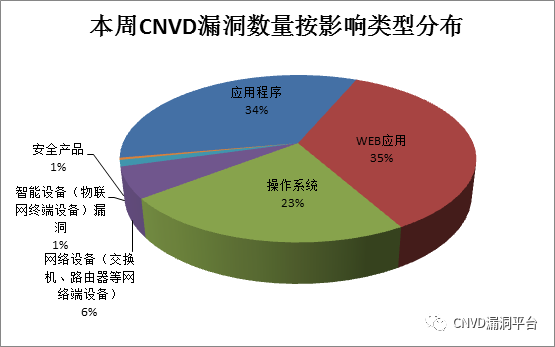 本周CNVD漏洞数量按影响类型分布
应用程序
34%
WEB应用
35%
操作系统
23%
安全产品
1%
智能设备（物联
网终端设备）漏
洞
1%
网络设备（交换
机、路由器等网
络端设备）
6%
CNVD漏洞平台